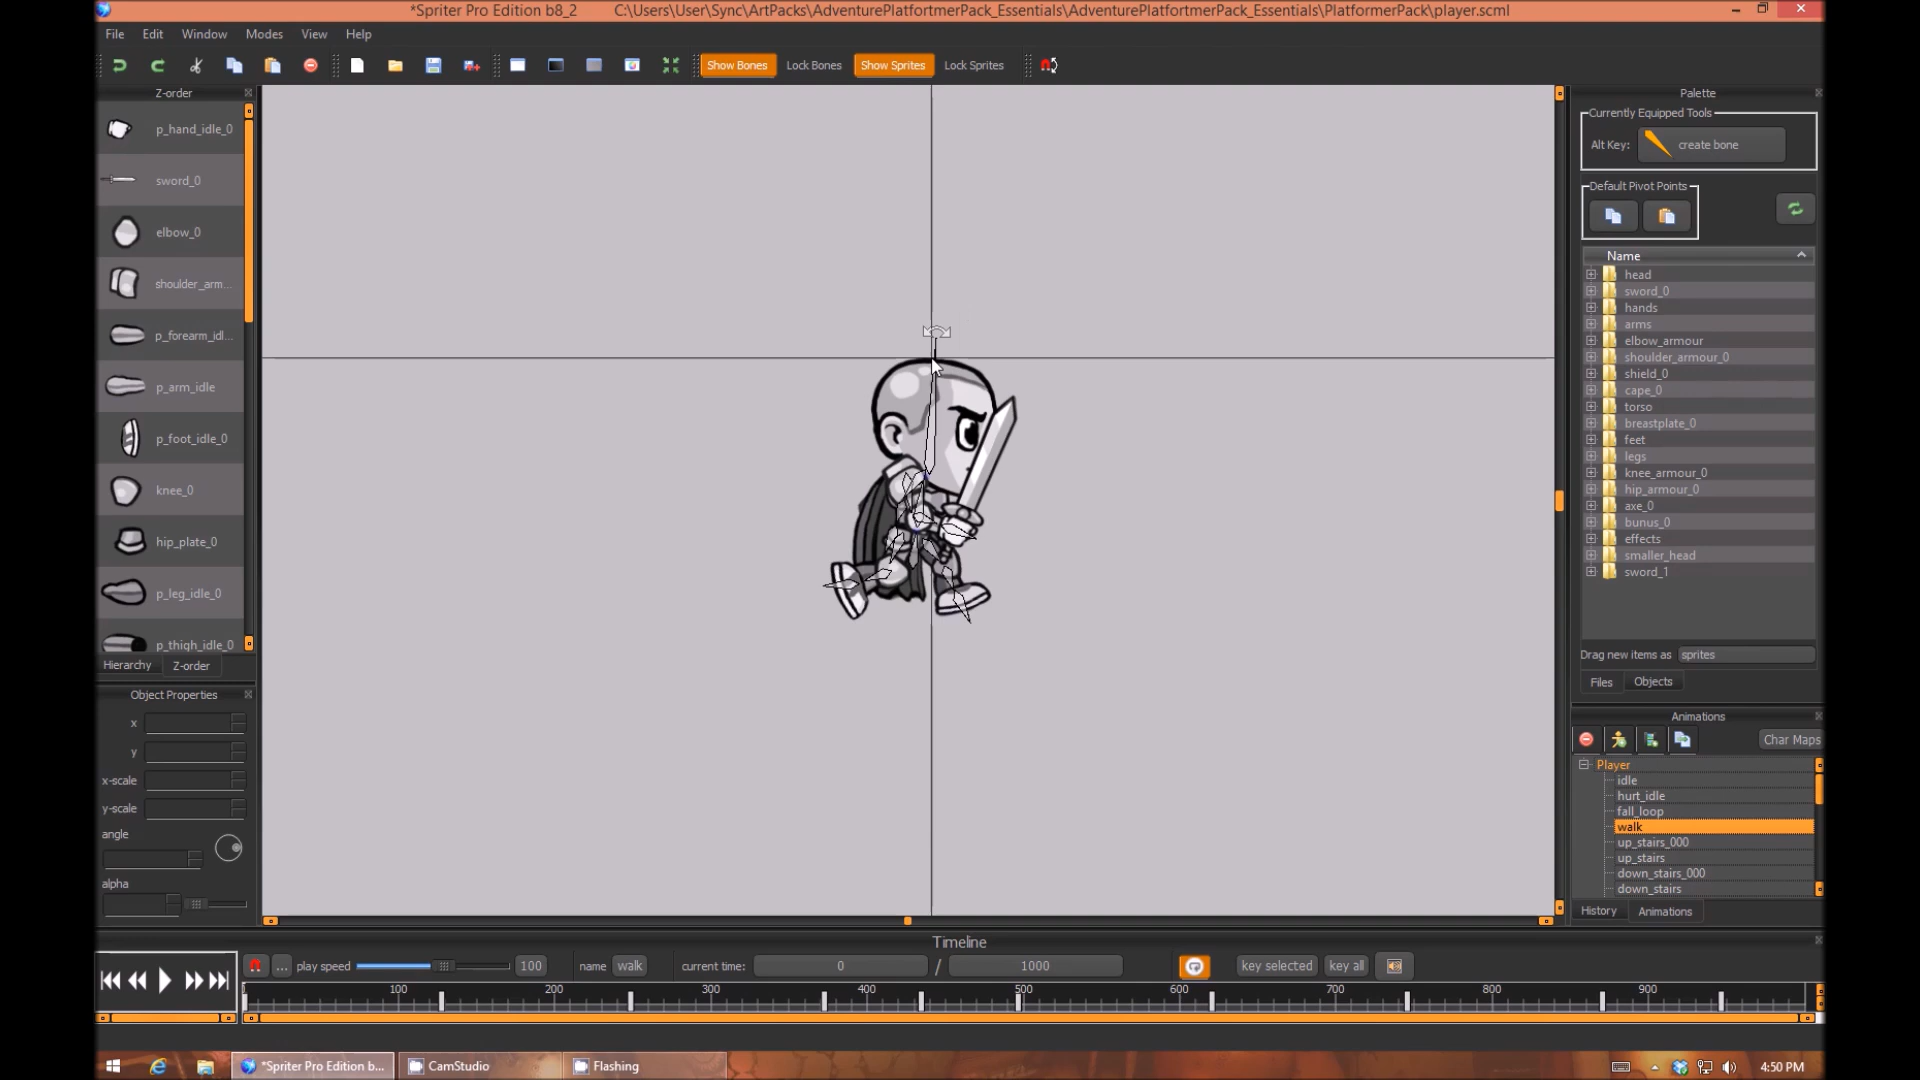 *Spriter Pro Edition b8_2 C:\Users\User\Sync\ArtPacks\AdventurePlatfortmerPack_Essentials\AdventurePlatfortmerPack_Essentials\PlatformerPack\player.scml
File Edit Window Modes View Help
Show Bones Lock Bones Show Sprites Lock Sprites
Z-order
p_hand_idle_0
sword_0
elbow_0
shoulder_arm...
p_forearm_idl...
p_arm_idle
p_foot_idle_0
knee_0
hip_plate_0
p_leg_idle_0
p_thigh_idle_0
Hierarchy Z-order
Object Properties
x
y
x-scale
y-scale
angle
alpha
Palette
Currently Equipped Tools
Alt Key: create bone
Default Pivot Points
Name
head
sword_0
hands
arms
elbow_armour
shoulder_armour_0
shield_0
cape_0
torso
breastplate_0
feet
legs
knee_armour_0
hip_armour_0
axe_0
bunus_0
effects
smaller_head
sword_1
Drag new items as sprites
Files Objects
Animations
Char Maps
Player
idle
hurt_idle
fall_loop
walk
up_stairs_000
up_stairs
down_stairs_000
down_stairs
History Animations
Timeline
... play speed 100 name walk current time: 0 / 1000 key selected key all
100 200 300 400 500 600 700 800 900
*Spriter Pro Edition b... CamStudio Flashing 4:50 PM